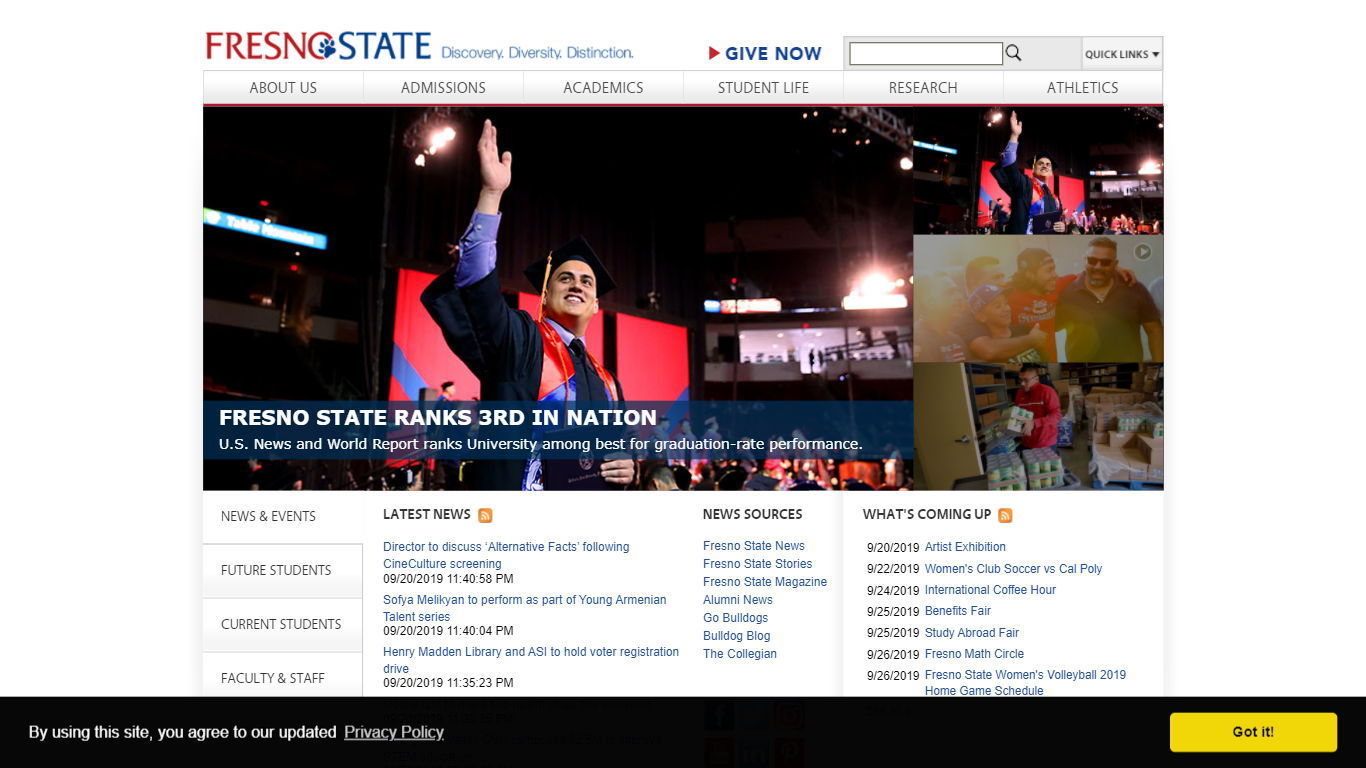 FRESNO STATE Discovery. Diversity. Distinction.
GIVE NOW
QUICK LINKS
ABOUT US
ADMISSIONS
ACADEMICS
STUDENT LIFE
RESEARCH
ATHLETICS
Table Mountain
FRESNO STATE RANKS 3RD IN NATION
U.S. News and World Report ranks University among best for graduation-rate performance.
NEWS & EVENTS
FUTURE STUDENTS
CURRENT STUDENTS
FACULTY & STAFF
LATEST NEWS
Director to discuss ‘Alternative Facts’ following
CineCulture screening
09/20/2019 11:40:58 PM
Sofya Melikyan to perform as part of Young Armenian
Talent series
09/20/2019 11:40:04 PM
Henry Madden Library and ASI to hold voter registration
drive
09/20/2019 11:35:23 PM
NEWS SOURCES
Fresno State News
Fresno State Stories
Fresno State Magazine
Alumni News
Go Bulldogs
Bulldog Blog
The Collegian
WHAT'S COMING UP
9/20/2019 Artist Exhibition
9/22/2019 Women's Club Soccer vs Cal Poly
9/24/2019 International Coffee Hour
9/25/2019 Benefits Fair
9/25/2019 Study Abroad Fair
9/26/2019 Fresno Math Circle
9/26/2019 Fresno State Women's Volleyball 2019
Home Game Schedule
By using this site, you agree to our updated Privacy Policy
Got it!